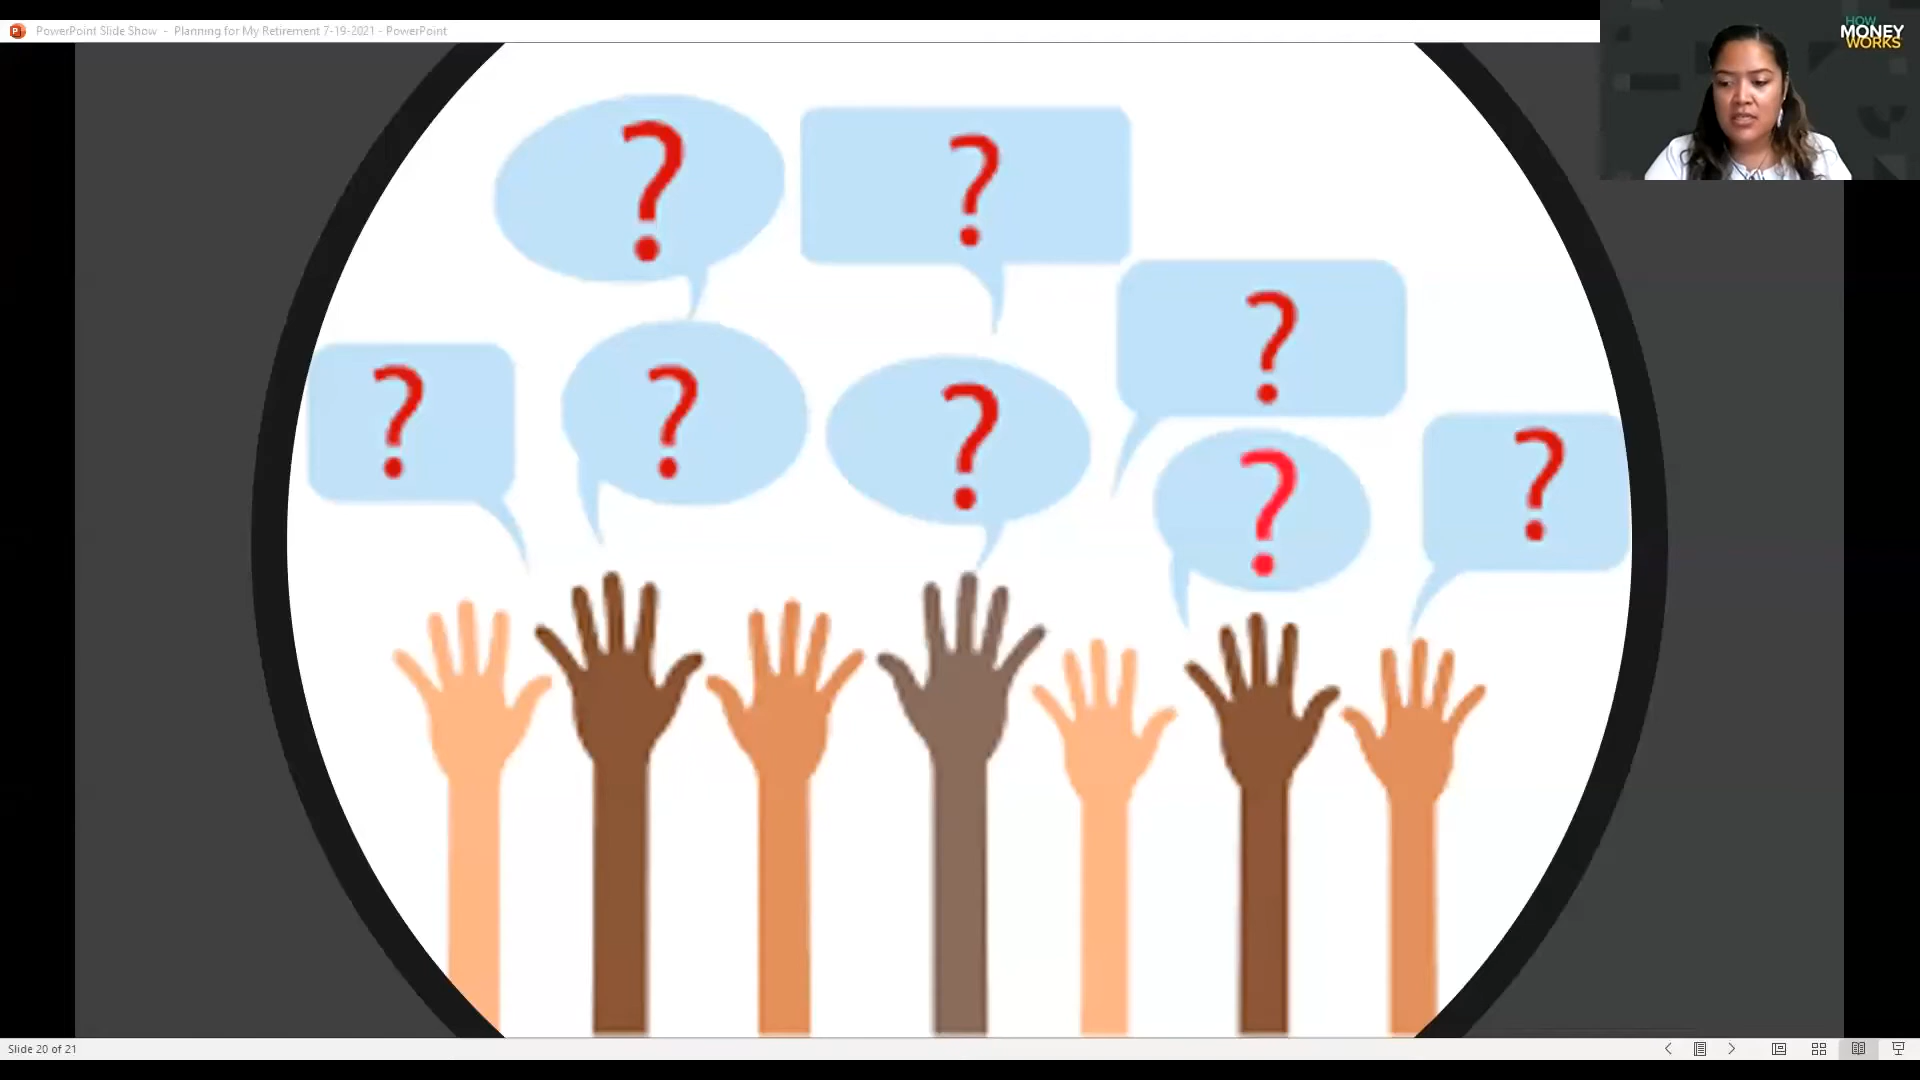 PowerPoint Slide Show - Planning for My Retirement 7-19-2021 - PowerPoint
HOW
MONEY
WORKS
? ?
?
? ? ?
? ?
Slide 20 of 21